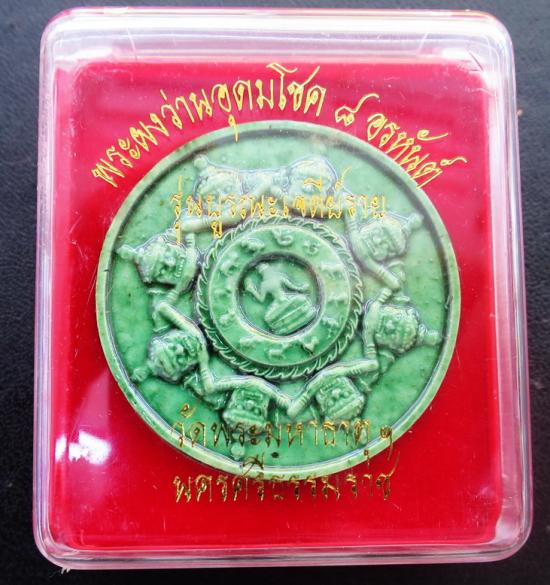 พระผงว่านอุดมโชค ๘ อรหันต์
รุ่นบูรณะเจดีย์ราย
วัดพระมหาธาตุ ฯ
นครศรีธรรมราช